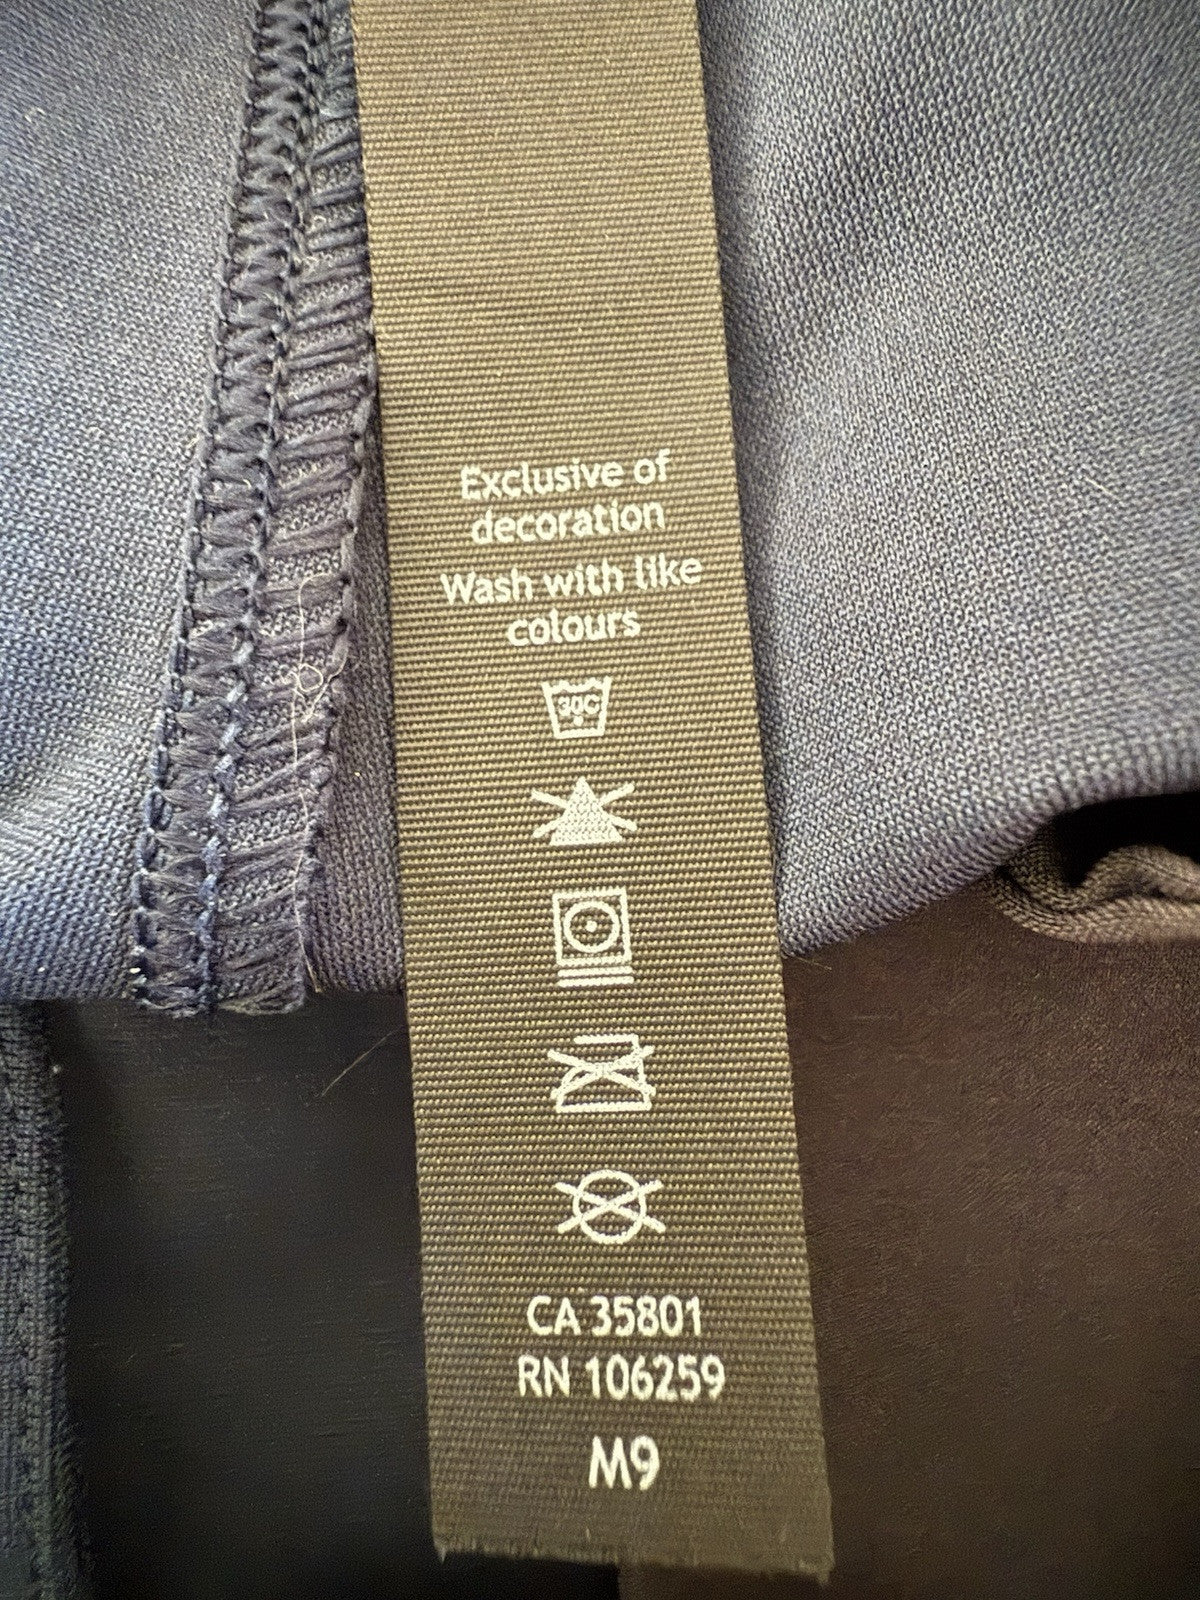 Exclusive of
decoration
Wash with like
colours
30C
CA 35801
RN 106259
M9